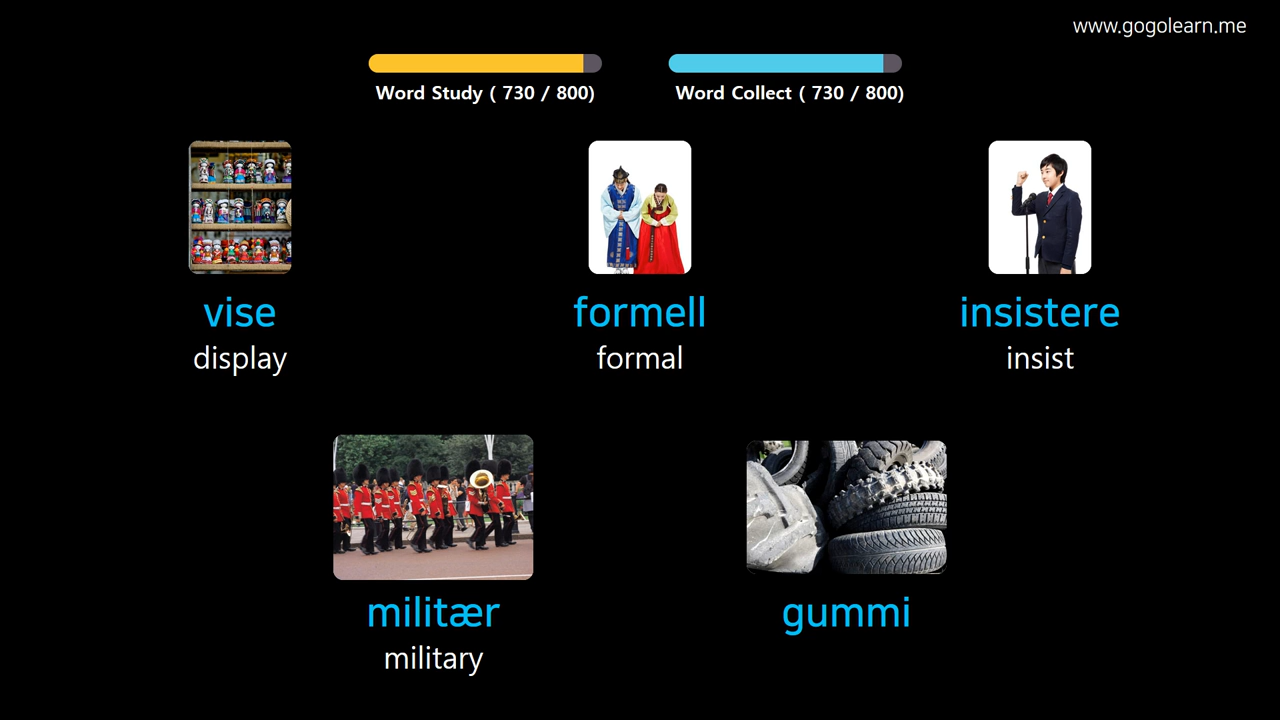 www.gogolearn.me
Word Study ( 730 / 800)
Word Collect ( 730 / 800)
vise
display
formell
formal
insistere
insist
militær
military
gummi